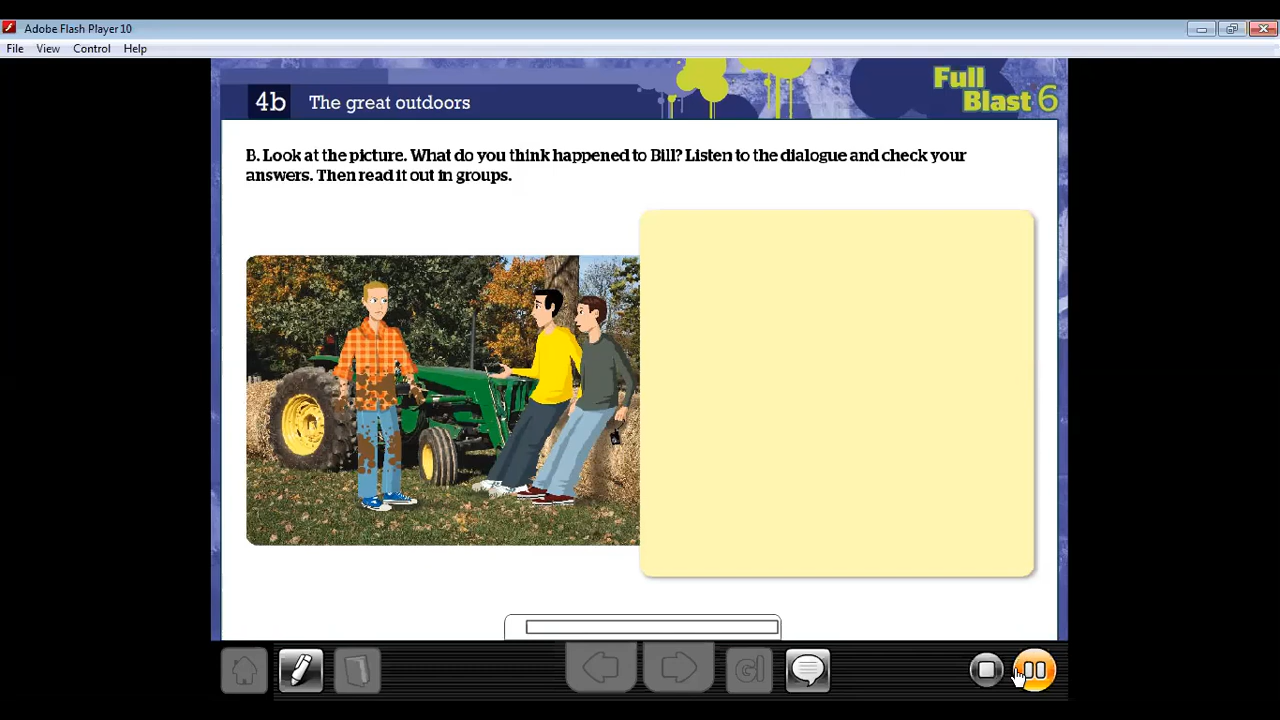 Adobe Flash Player 10
File View Control Help
4b The great outdoors
Full
Blast 6
B. Look at the picture. What do you think happened to Bill? Listen to the dialogue and check your
answers. Then read it out in groups.
Gl